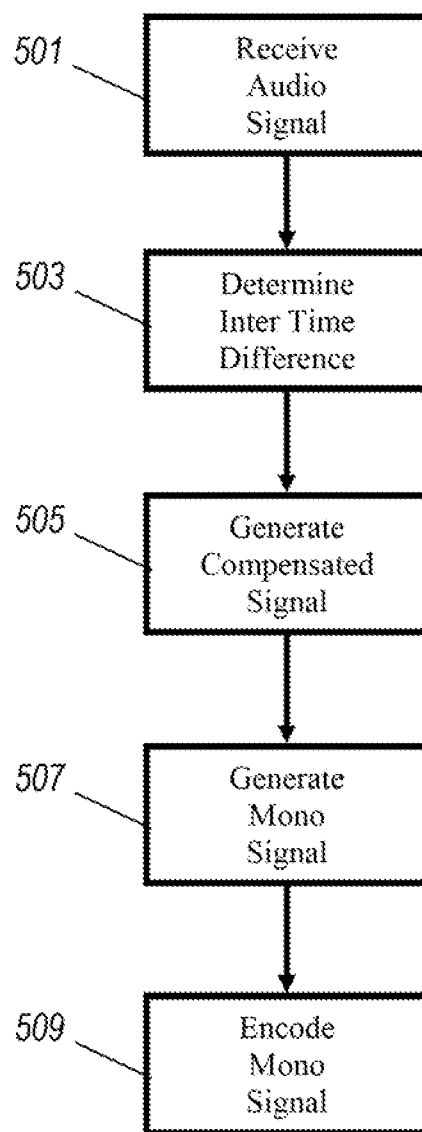 501
Receive
Audio
Signal
503
Determine
Inter Time
Difference
505
Generate
Compensated
Signal
507
Generate
Mono
Signal
509
Encode
Mono
Signal